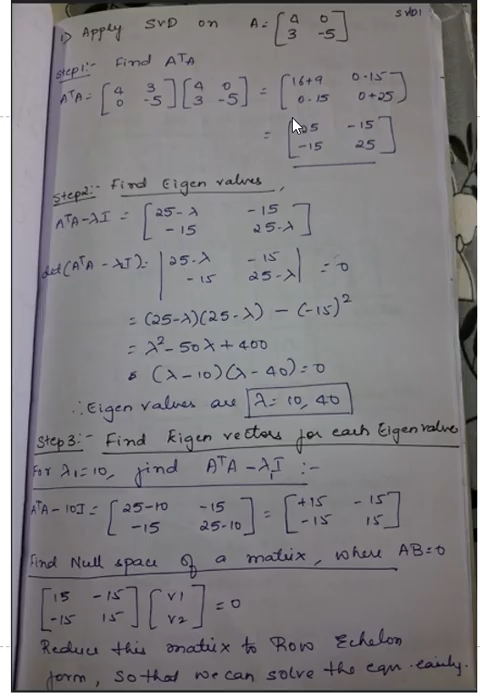 SVD1
1) Apply SVD on A = [4 0; 3 -5]
Step1:- Find AᵀA
AᵀA = [4 3; 0 -5] [4 0; 3 -5] = [16+9 0-15; 0-15 0+25]
= [25 -15; -15 25]
Step2:- Find Eigen values,
AᵀA-λI = [25-λ -15; -15 25-λ]
det(AᵀA-λI) = |25-λ -15; -15 25-λ| = 0
= (25-λ)(25-λ) - (-15)²
= λ²-50λ+400
(λ-10)(λ-40)=0
∴ Eigen values are λ = 10, 40
Step3:- Find Eigen vectors for each Eigen value
For λ₁=10, find AᵀA-λ₁I :-
AᵀA-10I = [25-10 -15; -15 25-10] = [+15 -15; -15 15]
Find Null space of a matrix, where AB=0
[15 -15; -15 15] [v1; v2] = 0
Reduce this matrix to Row Echelon
form, so that we can solve the eqn easily.